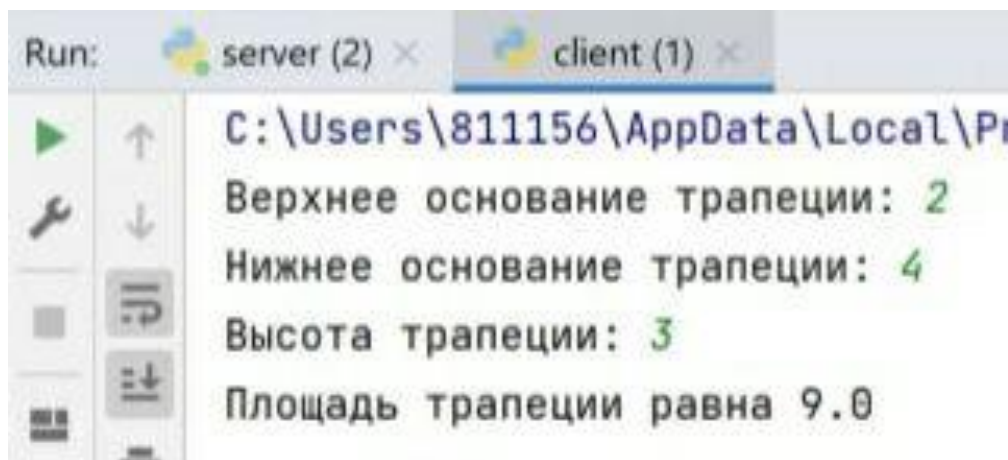 Run: server (2) client (1)
C:\Users\811156\AppData\Local\Pr
Верхнее основание трапеции: 2
Нижнее основание трапеции: 4
Высота трапеции: 3
Площадь трапеции равна 9.0